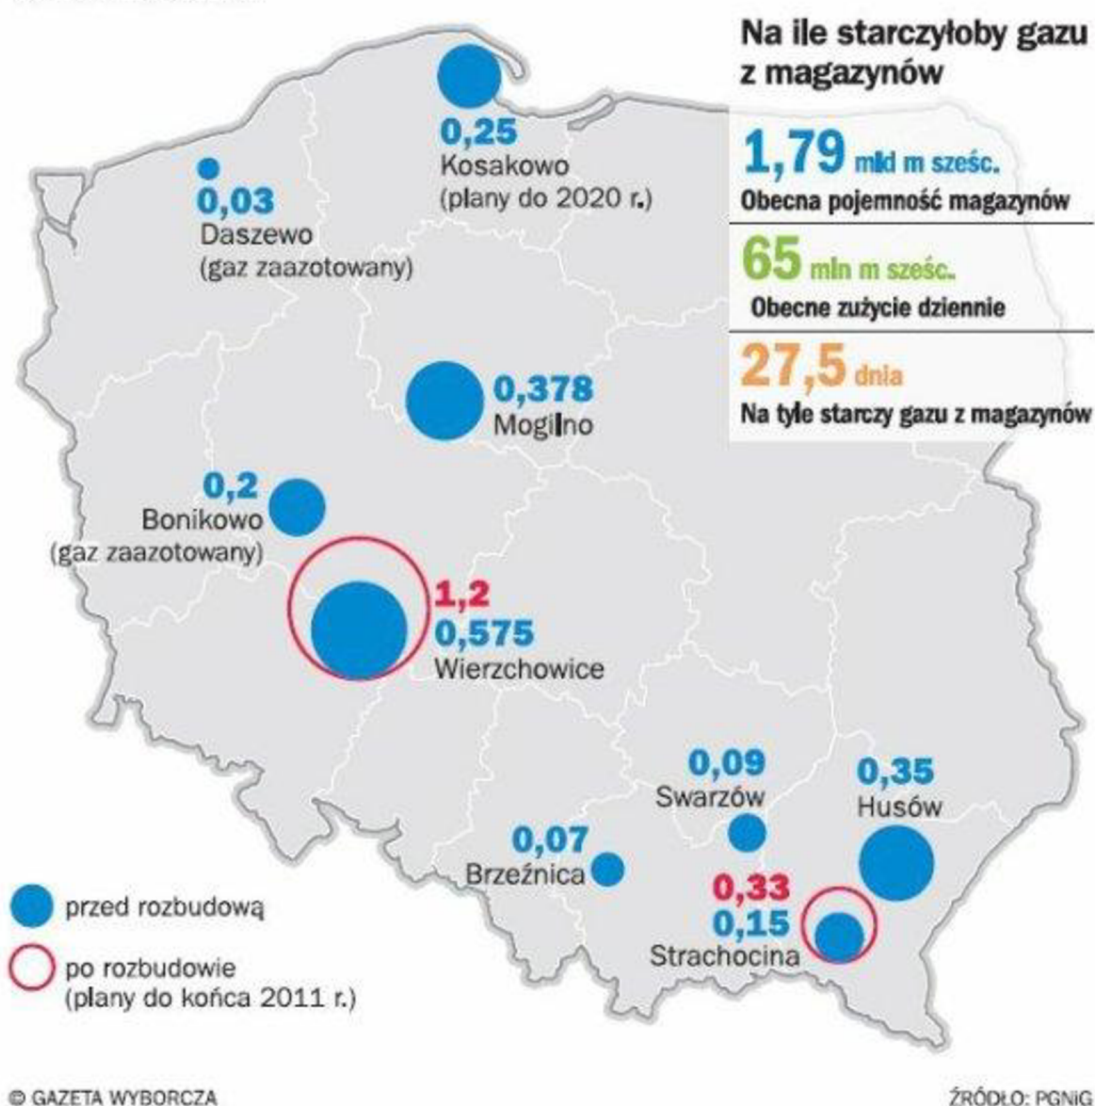 Na ile starczyłoby gazu
z magazynów
1,79 mld m sześc.
Obecna pojemność magazynów
65 mln m sześc.
Obecne zużycie dziennie
27,5 dnia
Na tyle starczy gazu z magazynów
0,25
Kosakowo
(plany do 2020 r.)
0,03
Daszewo
(gaz zaazotowany)
0,378
Mogilno
0,2
Bonikowo
(gaz zaazotowany)
1,2
0,575
Wierzchowice
0,09
Swarzów
0,35
Husów
0,07
Brzeźnica
0,33
0,15
Strachocina
przed rozbudową
po rozbudowie
(plany do końca 2011 r.)
© GAZETA WYBORCZA
ŹRÓDŁO: PGNiG